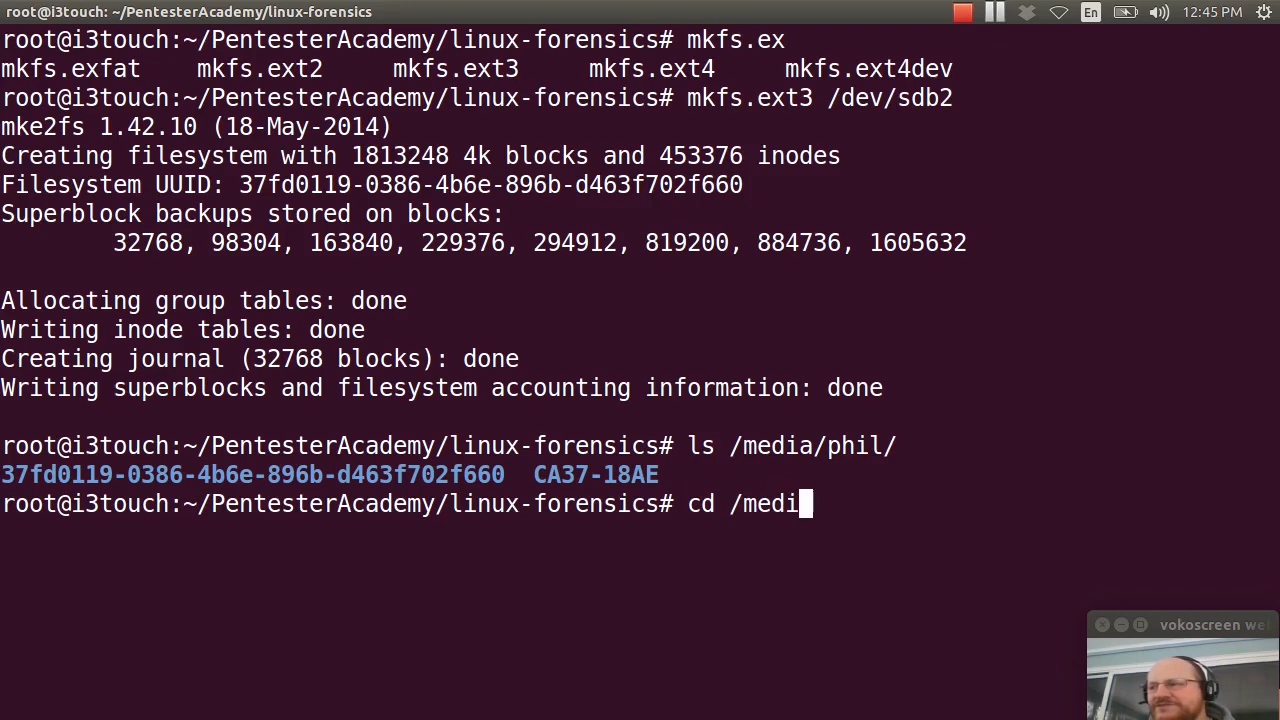 root@i3touch: ~/PentesterAcademy/linux-forensics
En
12:45 PM
root@i3touch:~/PentesterAcademy/linux-forensics# mkfs.ex
mkfs.exfat mkfs.ext2 mkfs.ext3 mkfs.ext4 mkfs.ext4dev
root@i3touch:~/PentesterAcademy/linux-forensics# mkfs.ext3 /dev/sdb2
mke2fs 1.42.10 (18-May-2014)
Creating filesystem with 1813248 4k blocks and 453376 inodes
Filesystem UUID: 37fd0119-0386-4b6e-896b-d463f702f660
Superblock backups stored on blocks:
32768, 98304, 163840, 229376, 294912, 819200, 884736, 1605632
Allocating group tables: done
Writing inode tables: done
Creating journal (32768 blocks): done
Writing superblocks and filesystem accounting information: done
root@i3touch:~/PentesterAcademy/linux-forensics# ls /media/phil/
37fd0119-0386-4b6e-896b-d463f702f660 CA37-18AE
root@i3touch:~/PentesterAcademy/linux-forensics# cd /medi
vokoscreen we